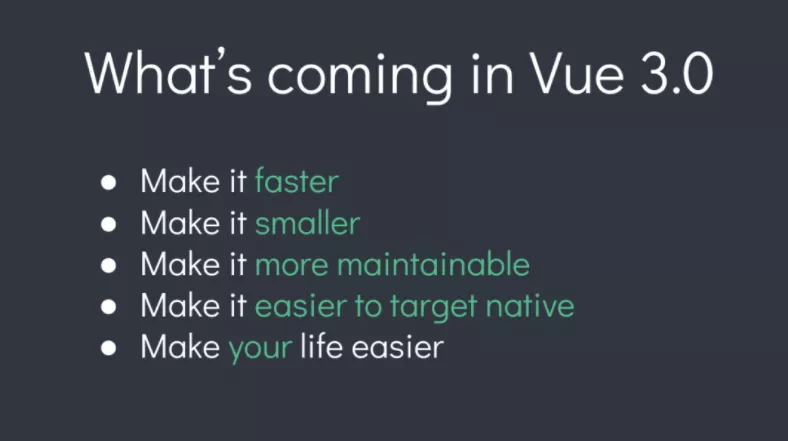 What’s coming in Vue 3.0
● Make it faster
● Make it smaller
● Make it more maintainable
● Make it easier to target native
● Make your life easier